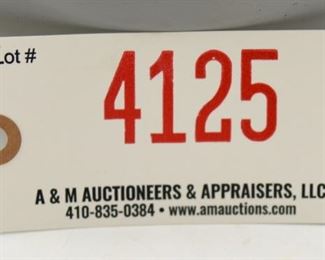 Lot #
4125
A & M AUCTIONEERS & APPRAISERS, LLC
410-835-0384 • www.amauctions.com